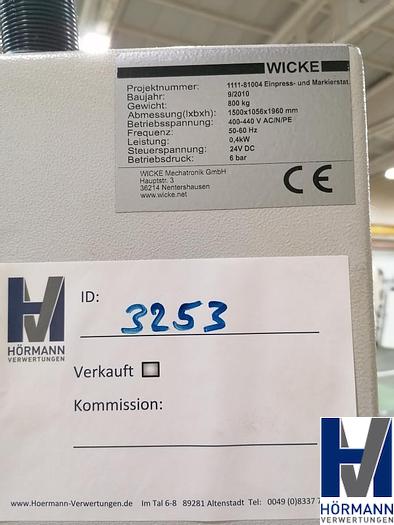 WICKE
Projektnummer: 1111-81004 Einpress- und Markierstat.
Baujahr: 9/2010
Gewicht: 800 kg
Abmessung(lxbxh): 1500x1056x1960 mm
Betriebsspannung: 400-440 V AC/N/PE
Frequenz: 50-60 Hz
Leistung: 0,4kW
Steuerspannung: 24V DC
Betriebsdruck: 6 bar
WICKE Mechatronik GmbH
Hauptstr. 3
36214 Nentershausen
www.wicke.net
CE
HÖRMANN
VERWERTUNGEN
ID: 3253
Verkauft
Kommission:
www.Hoermann-Verwertungen.de Im Tal 6-8 89281 Altenstadt Tel: 0049 (0)8337 7
HÖRMANN
VERWERTUNGEN